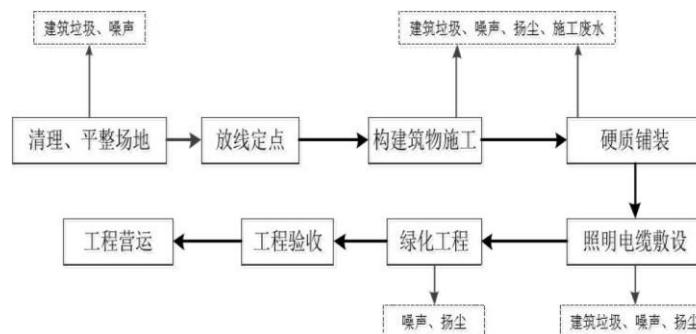 建筑垃圾、噪声
建筑垃圾、噪声、扬尘、施工废水
清理、平整场地
放线定点
构建筑物施工
硬质铺装
工程营运
工程验收
绿化工程
照明电缆敷设
噪声、扬尘
建筑垃圾、噪声、扬尘